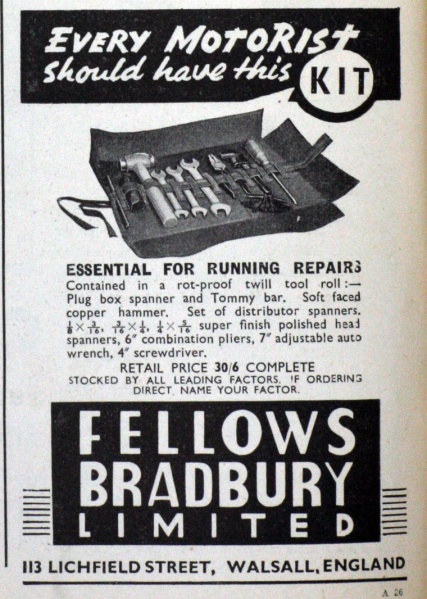 EVERY MOTORIST
should have this
KIT
ESSENTIAL FOR RUNNING REPAIRS
Contained in a rot-proof twill tool roll:—
Plug box spanner and Tommy bar. Soft faced
copper hammer. Set of distributor spanners,
⅛ × 3/16, 3/16 × ¼, ¼ × 5/16 super finish polished head
spanners, 6" combination pliers, 7" adjustable auto
wrench, 4" screwdriver.
RETAIL PRICE 30/6 COMPLETE
STOCKED BY ALL LEADING FACTORS. IF ORDERING
DIRECT, NAME YOUR FACTOR.
FELLOWS
BRADBURY
LIMITED
113 LICHFIELD STREET, WALSALL, ENGLAND
A 26